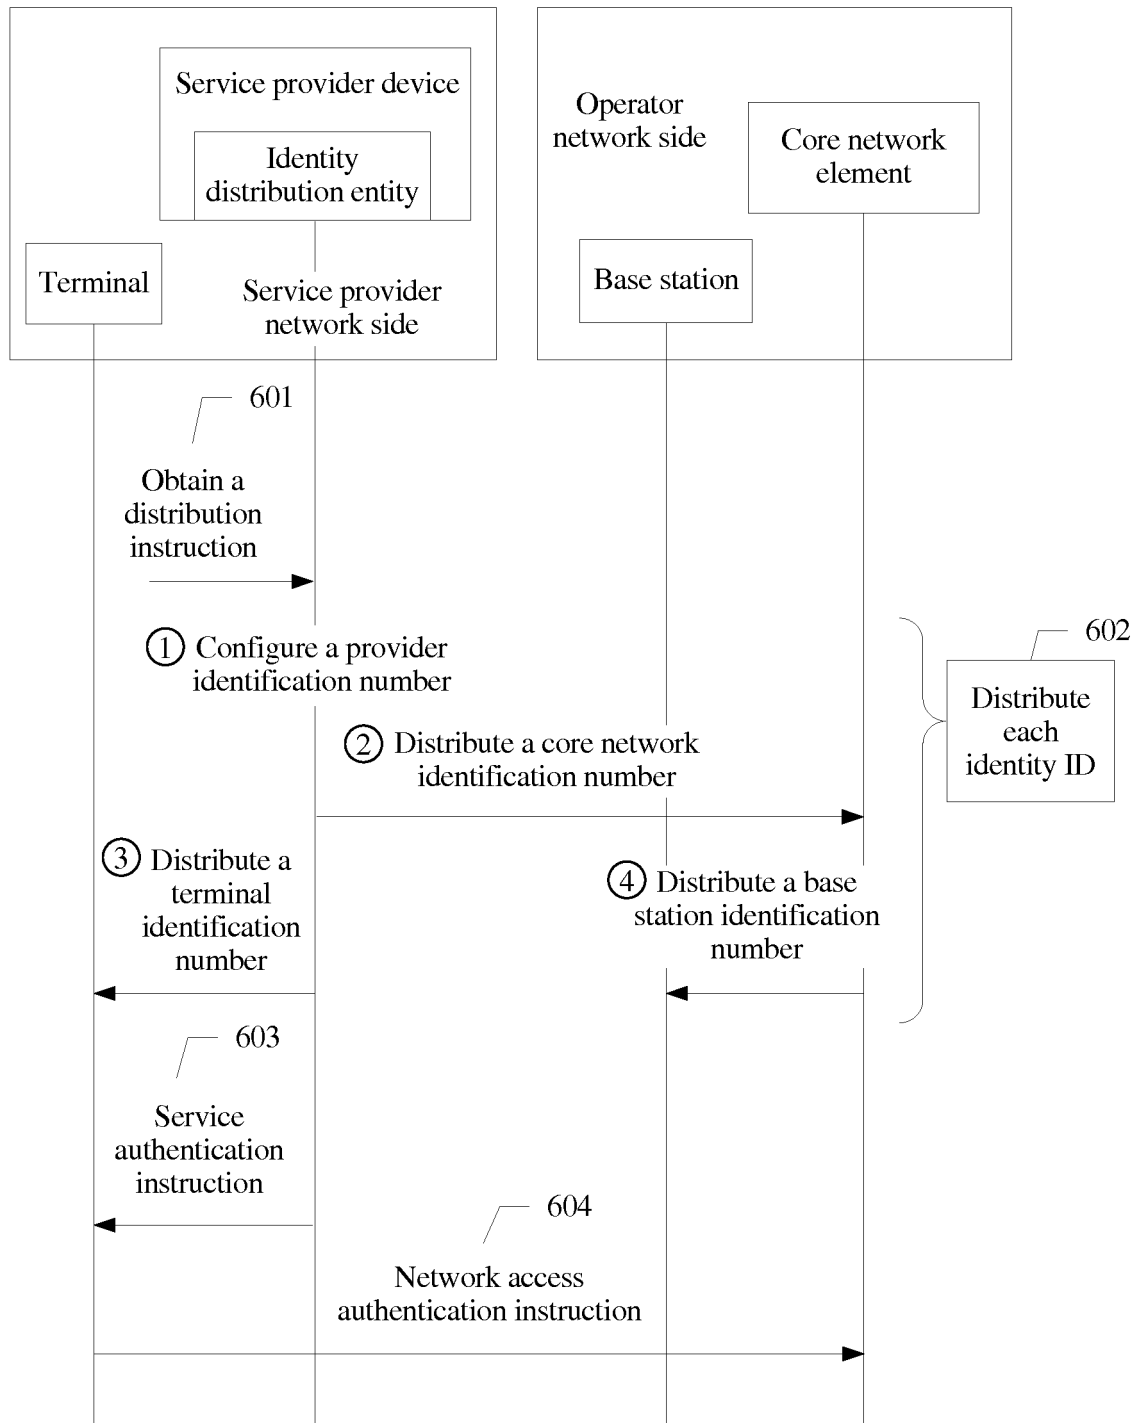 Service provider device
Identity
distribution entity
Terminal
Service provider
network side
Operator
network side
Core network
element
Base station
601
Obtain a
distribution
instruction
① Configure a provider
identification number
602
Distribute
each
identity ID
② Distribute a core network
identification number
③ Distribute a
terminal
identification
number
④ Distribute a base
station identification
number
603
Service
authentication
instruction
604
Network access
authentication instruction